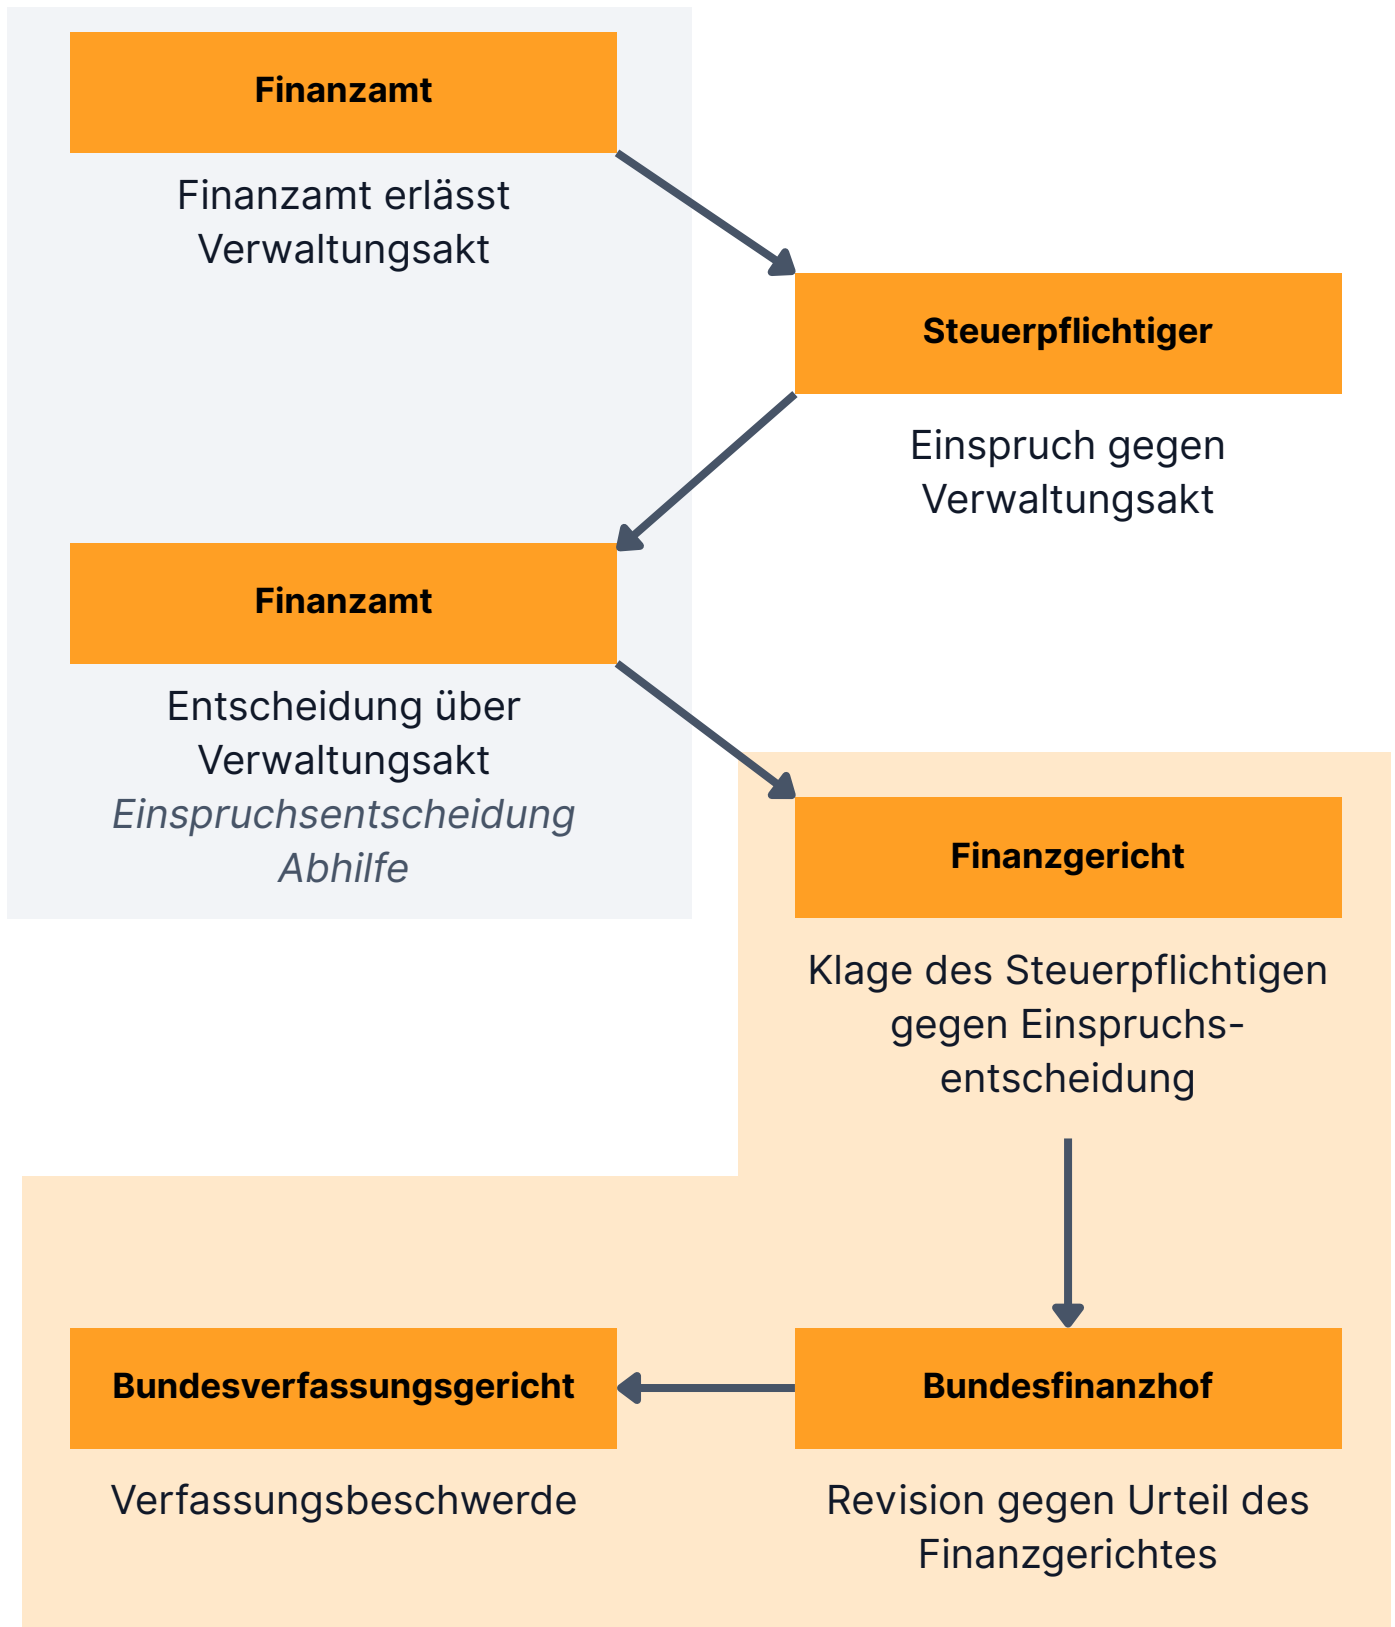 Finanzamt
Finanzamt erlässt
Verwaltungsakt
Steuerpflichtiger
Einspruch gegen
Verwaltungsakt
Finanzamt
Entscheidung über
Verwaltungsakt
Einspruchsentscheidung
Abhilfe
Finanzgericht
Klage des Steuerpflichtigen
gegen Einspruchs-
entscheidung
Bundesfinanzhof
Revision gegen Urteil des
Finanzgerichtes
Bundesverfassungsgericht
Verfassungsbeschwerde